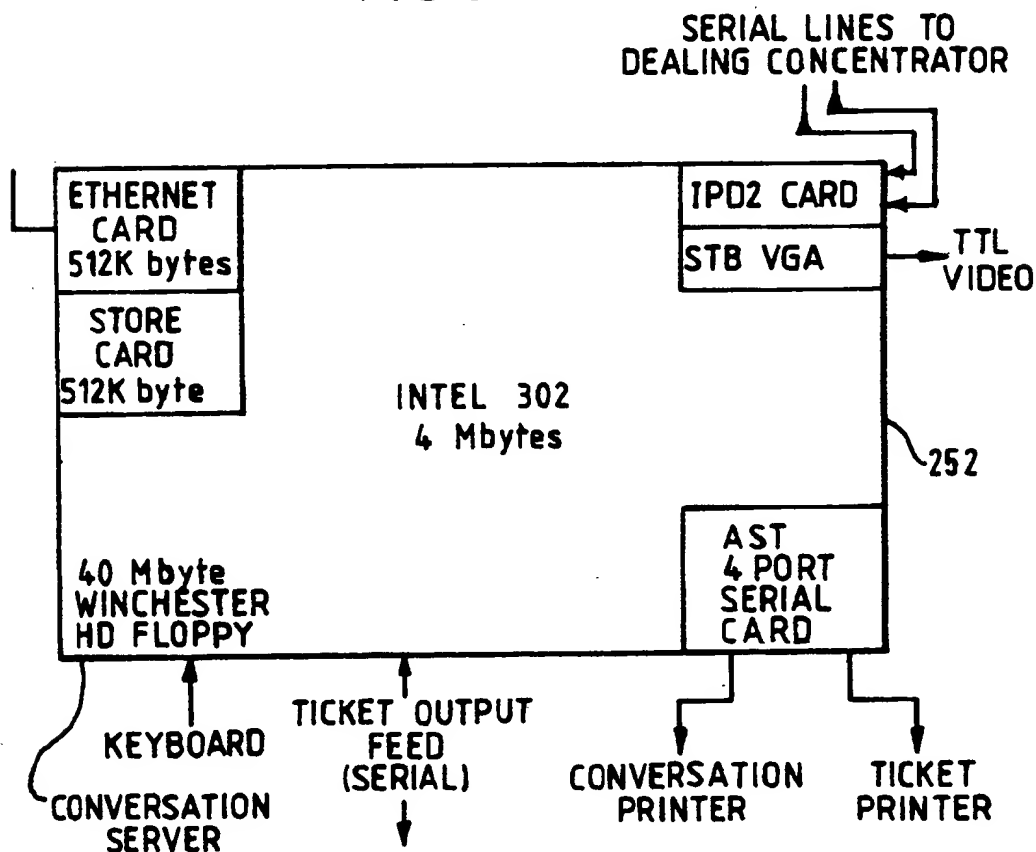 SERIAL LINES TO
DEALING CONCENTRATOR
ETHERNET
CARD
512K bytes
STORE
CARD
512K byte
IPD2 CARD
STB VGA
TTL
VIDEO
INTEL 302
4 Mbytes
252
40 Mbyte
WINCHESTER
HD FLOPPY
AST
4 PORT
SERIAL
CARD
KEYBOARD
TICKET OUTPUT
FEED
(SERIAL)
CONVERSATION
PRINTER
TICKET
PRINTER
CONVERSATION
SERVER